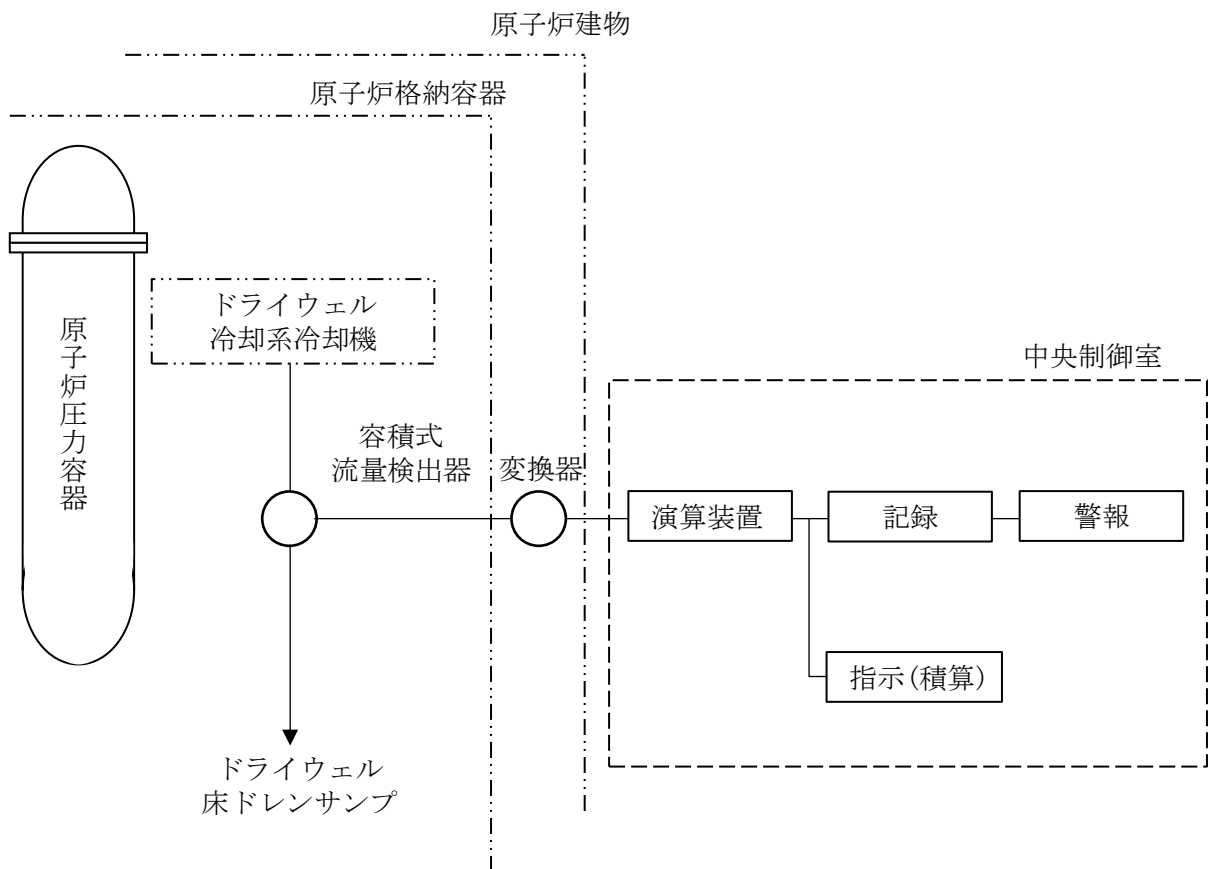 原子炉建物
原子炉格納容器
原子炉圧力容器
ドライウェル
冷却系冷却機
中央制御室
容積式
流量検出器
変換器
演算装置
記録
警報
指示(積算)
ドライウェル
床ドレンサンプ